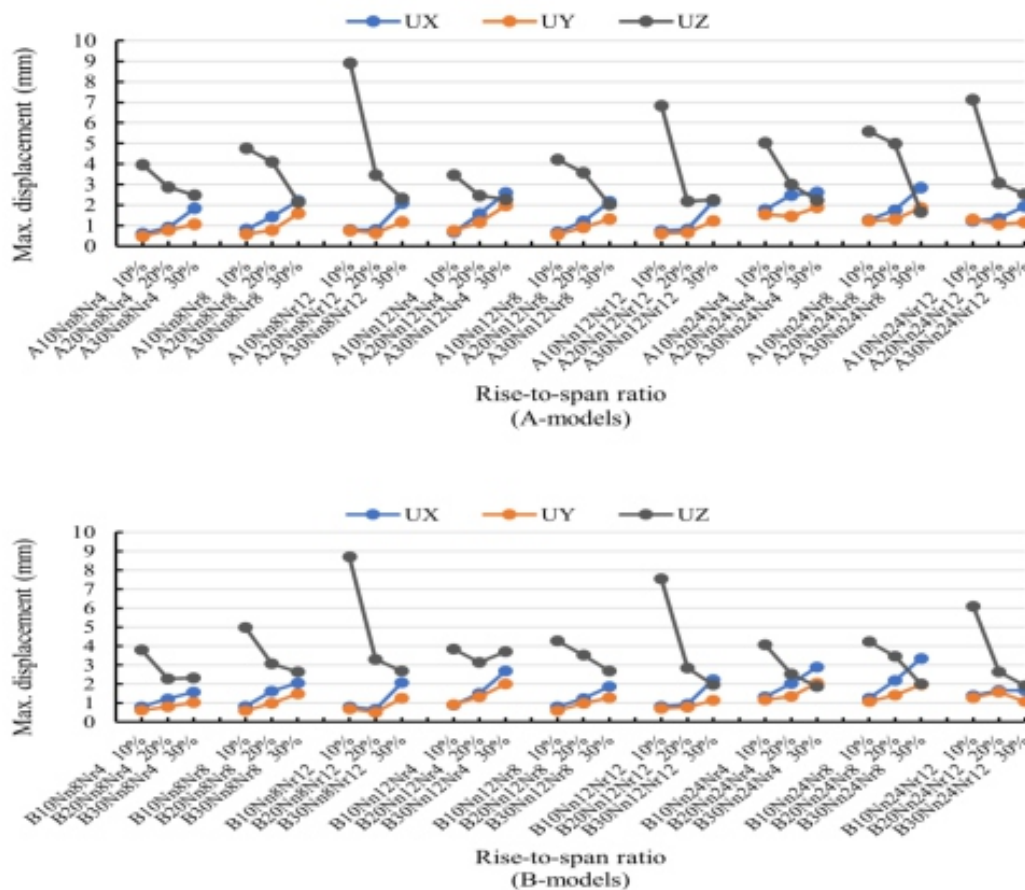 UX UY UZ
10
9
8
7
6
5
4
3
2
1
0
Max. displacement (mm)
A10Nn8Nr4 10%
A20Nn8Nr4 20%
A30Nn8Nr4 30%
A10Nn8Nr8 10%
A20Nn8Nr8 20%
A30Nn8Nr8 30%
A10Nn8Nr12 10%
A20Nn8Nr12 20%
A30Nn8Nr12 30%
A10Nn12Nr4 10%
A20Nn12Nr4 20%
A30Nn12Nr4 30%
A10Nn12Nr8 10%
A20Nn12Nr8 20%
A30Nn12Nr8 30%
A10Nn12Nr12 10%
A20Nn12Nr12 20%
A30Nn12Nr12 30%
A10Nn24Nr4 10%
A20Nn24Nr4 20%
A30Nn24Nr4 30%
A10Nn24Nr8 10%
A20Nn24Nr8 20%
A30Nn24Nr8 30%
A10Nn24Nr12 10%
A20Nn24Nr12 20%
A30Nn24Nr12 30%
Rise-to-span ratio
(A-models)
UX UY UZ
10
9
8
7
6
5
4
3
2
1
0
Max. displacement (mm)
B10Nn8Nr4 10%
B20Nn8Nr4 20%
B30Nn8Nr4 30%
B10Nn8Nr8 10%
B20Nn8Nr8 20%
B30Nn8Nr8 30%
B10Nn8Nr12 10%
B20Nn8Nr12 20%
B30Nn8Nr12 30%
B10Nn12Nr4 10%
B20Nn12Nr4 20%
B30Nn12Nr4 30%
B10Nn12Nr8 10%
B20Nn12Nr8 20%
B30Nn12Nr8 30%
B10Nn12Nr12 10%
B20Nn12Nr12 20%
B30Nn12Nr12 30%
B10Nn24Nr4 10%
B20Nn24Nr4 20%
B30Nn24Nr4 30%
B10Nn24Nr8 10%
B20Nn24Nr8 20%
B30Nn24Nr8 30%
B10Nn24Nr12 10%
B20Nn24Nr12 20%
B30Nn24Nr12 30%
Rise-to-span ratio
(B-models)